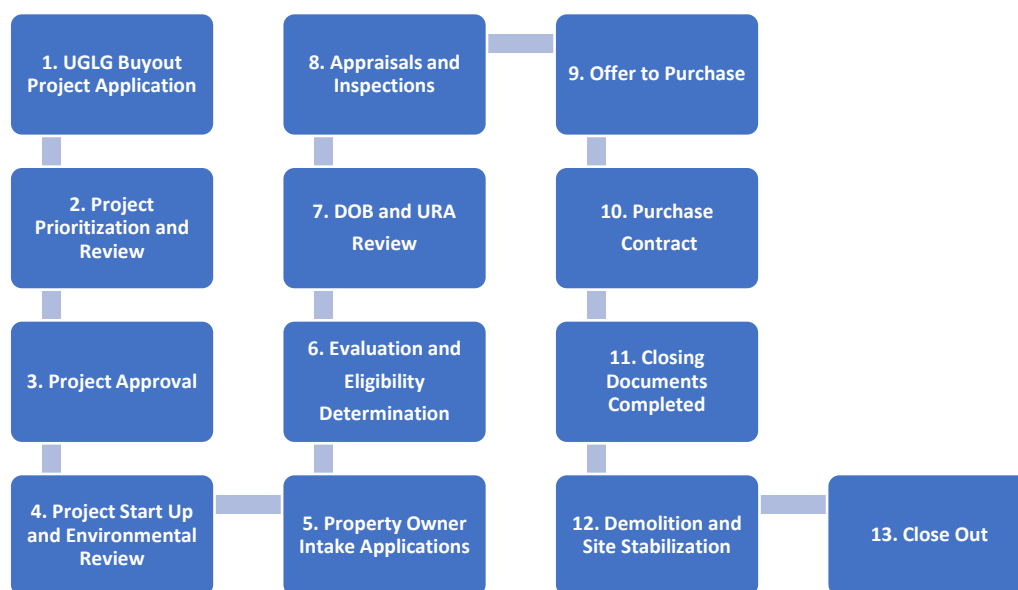 1. UGLG Buyout
Project Application
2. Project
Prioritization and
Review
3. Project Approval
4. Project Start Up
and Environmental
Review
5. Property Owner
Intake Applications
6. Evaluation and
Eligibility
Determination
7. DOB and URA
Review
8. Appraisals and
Inspections
9. Offer to Purchase
10. Purchase
Contract
11. Closing
Documents
Completed
12. Demolition and
Site Stabilization
13. Close Out